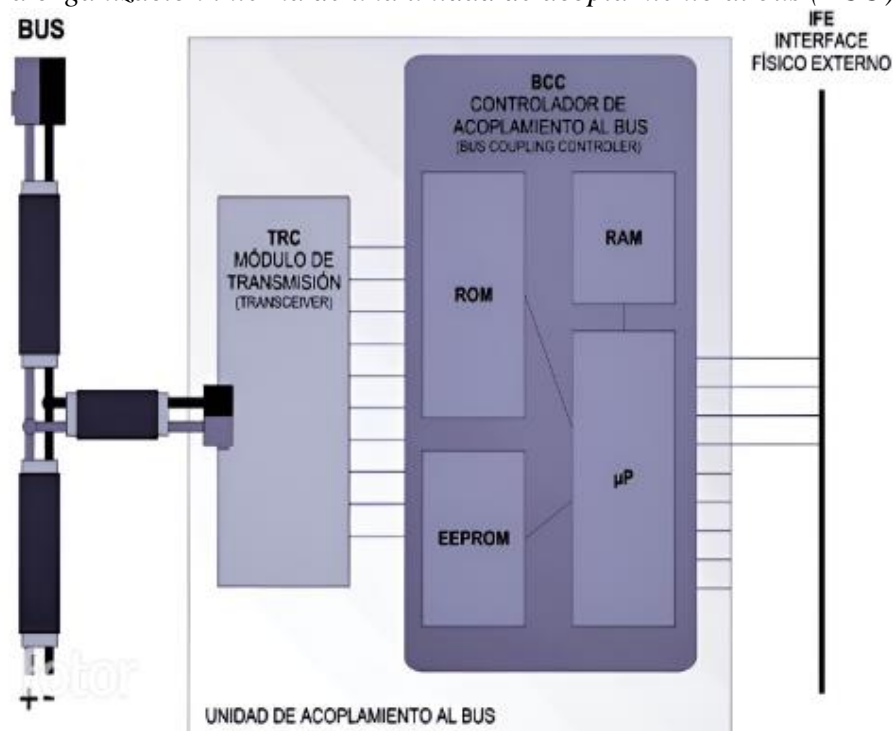 BUS
IFE
INTERFACE
FÍSICO EXTERNO
BCC
CONTROLADOR DE
ACOPLAMIENTO AL BUS
(BUS COUPLING CONTROLER)
TRC
MÓDULO DE
TRANSMISIÓN
(TRANSCEIVER)
ROM
RAM
EEPROM
µP
+ -
UNIDAD DE ACOPLAMIENTO AL BUS